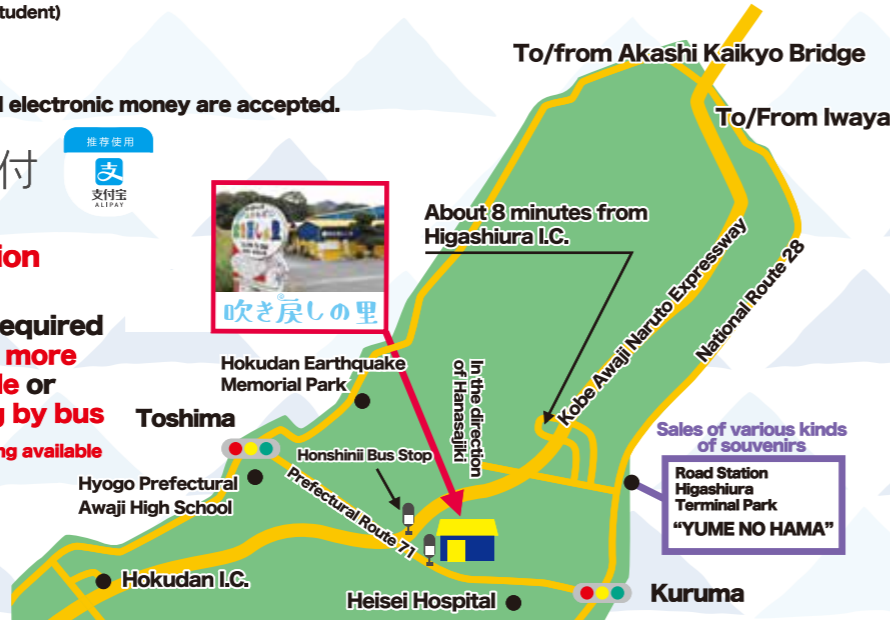 tudent)
l electronic money are accepted.
付
推荐使用
支
支付宝
ALIPAY
ion
equired
more
le or
g by bus
ng available
To/from Akashi Kaikyo Bridge
To/From Iwaya
About 8 minutes from
Higashiura I.C.
吹き戻しの里
Kobe Awaji Naruto Expressway
National Route 28
Hokudan Earthquake
Memorial Park
In the direction
of Hanasajiki
Toshima
Honshinii Bus Stop
Sales of various kinds
of souvenirs
Road Station
Higashiura
Terminal Park
“YUME NO HAMA”
Hyogo Prefectural
Awaji High School
Prefectural Route 71
Hokudan I.C.
Heisei Hospital
Kuruma